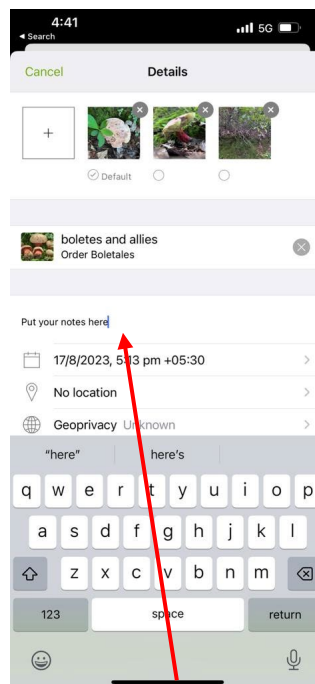 4:41
5G
◄ Search
Cancel Details
+
Default
boletes and allies
Order Boletales
Put your notes here
17/8/2023, 5:13 pm +05:30
No location
Geoprivacy Unknown
“here” here's
q w e r t y u i o p
a s d f g h j k l
z x c v b n m
123 space return